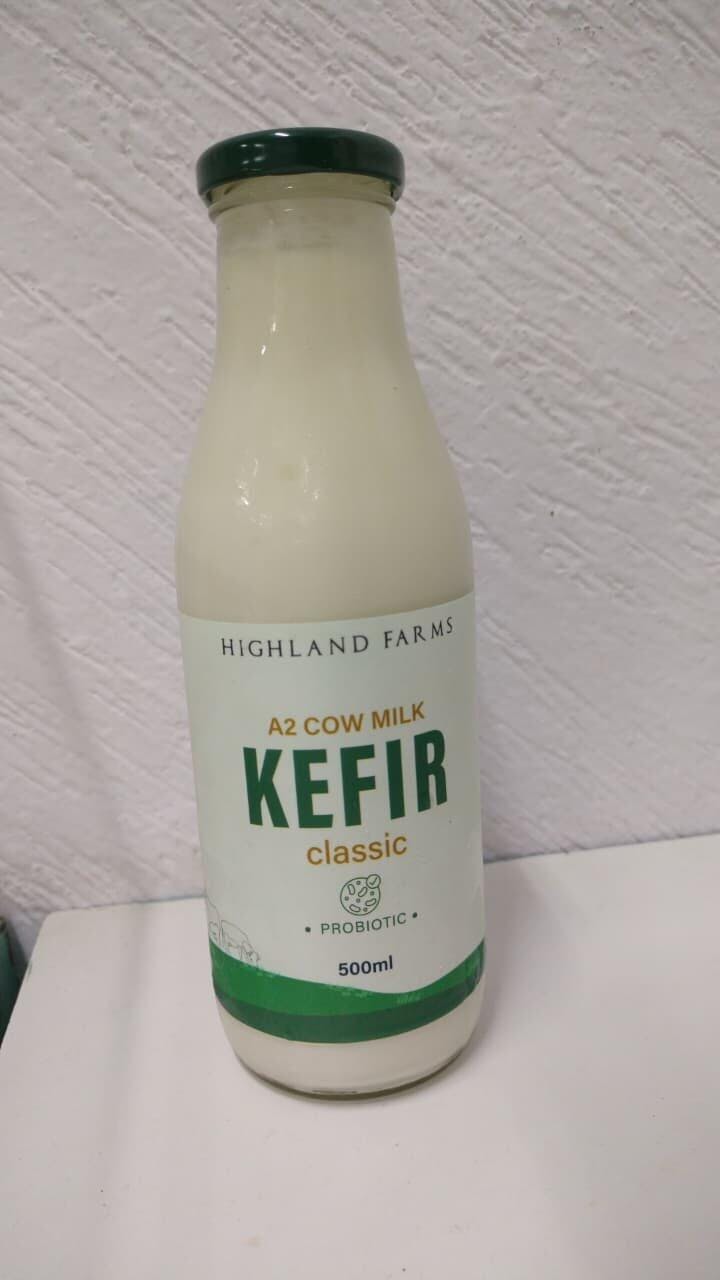 HIGHLAND FARMS
A2 COW MILK
KEFIR
classic
• PROBIOTIC •
500ml